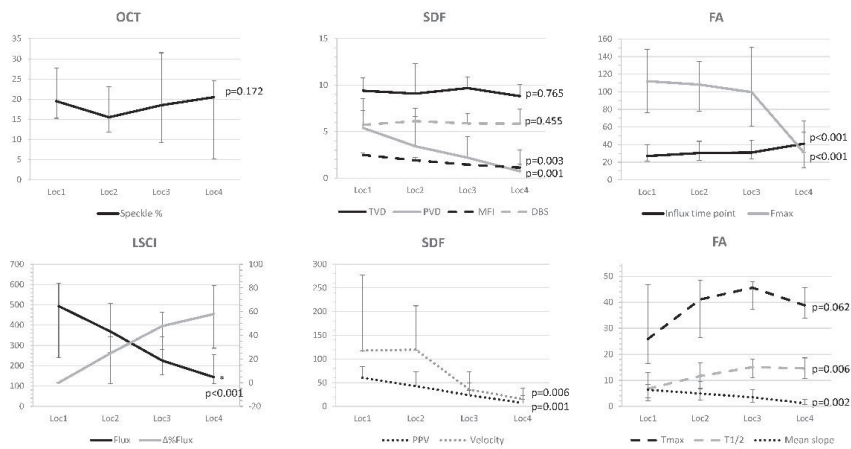 OCT
35
30
25
20
15
10
5
0
p=0.172
Loc1 Loc2 Loc3 Loc4
Speckle %
SDF
15
10
5
0
p=0.765
p=0.455
p=0.003
p=0.001
Loc1 Loc2 Loc3 Loc4
TVD PVD MFI DBS
FA
160
140
120
100
80
60
40
20
0
p<0.001
p<0.001
Loc1 Loc2 Loc3 Loc4
Influx time point Fmax
LSCI
700
600
500
400
300
200
100
0
100
80
60
40
20
0
-20
p<0.001
Loc1 Loc2 Loc3 Loc4
Flux Δ%Flux
SDF
300
250
200
150
100
50
0
p=0.006
p=0.001
Loc1 Loc2 Loc3 Loc4
PPV Velocity
FA
50
40
30
20
10
0
p=0.062
p=0.006
p=0.002
Loc1 Loc2 Loc3 Loc4
Tmax T1/2 Mean slope